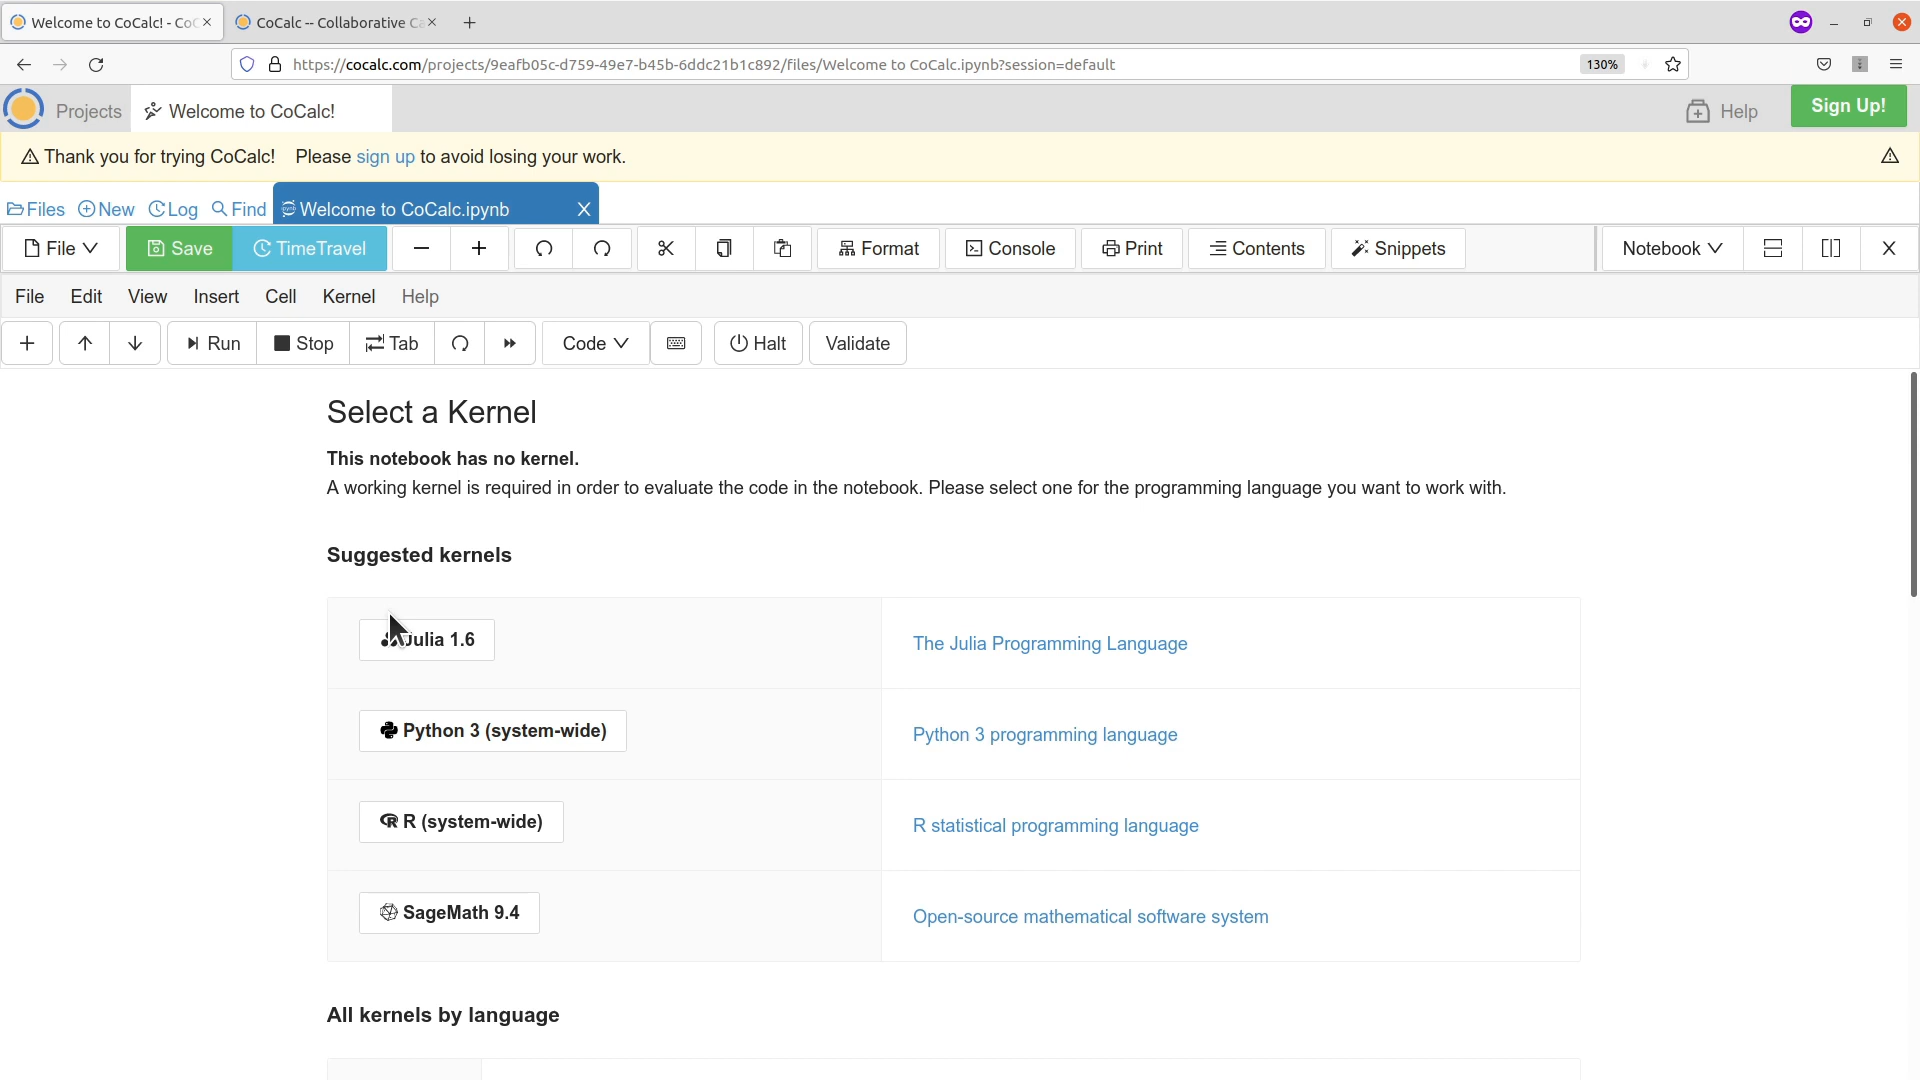 Welcome to CoCalc! - Co
CoCalc -- Collaborative C
https://cocalc.com/projects/9eafb05c-d759-49e7-b45b-6ddc21b1c892/files/Welcome to CoCalc.ipynb?session=default
130%
Projects
Welcome to CoCalc!
Help
Sign Up!
Thank you for trying CoCalc! Please sign up to avoid losing your work.
Files New Log Find Welcome to CoCalc.ipynb
File Save TimeTravel Format Console Print Contents Snippets Notebook
File Edit View Insert Cell Kernel Help
Run Stop Tab Code Halt Validate
Select a Kernel
This notebook has no kernel.
A working kernel is required in order to evaluate the code in the notebook. Please select one for the programming language you want to work with.
Suggested kernels
Julia 1.6 The Julia Programming Language
Python 3 (system-wide) Python 3 programming language
R (system-wide) R statistical programming language
SageMath 9.4 Open-source mathematical software system
All kernels by language